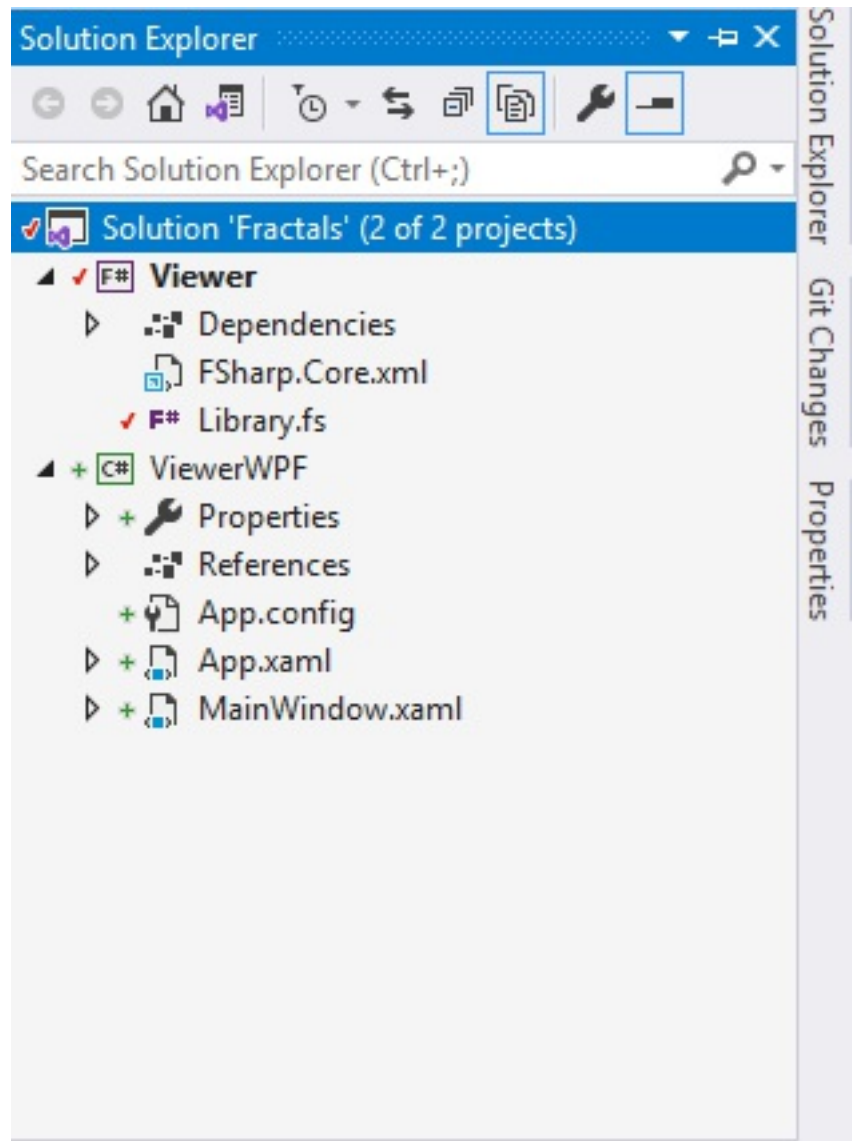 Solution Explorer
Search Solution Explorer (Ctrl+;)
Solution 'Fractals' (2 of 2 projects)
F# Viewer
Dependencies
FSharp.Core.xml
F# Library.fs
C# ViewerWPF
Properties
References
App.config
App.xaml
MainWindow.xaml
Solution Explorer
Git Changes
Properties